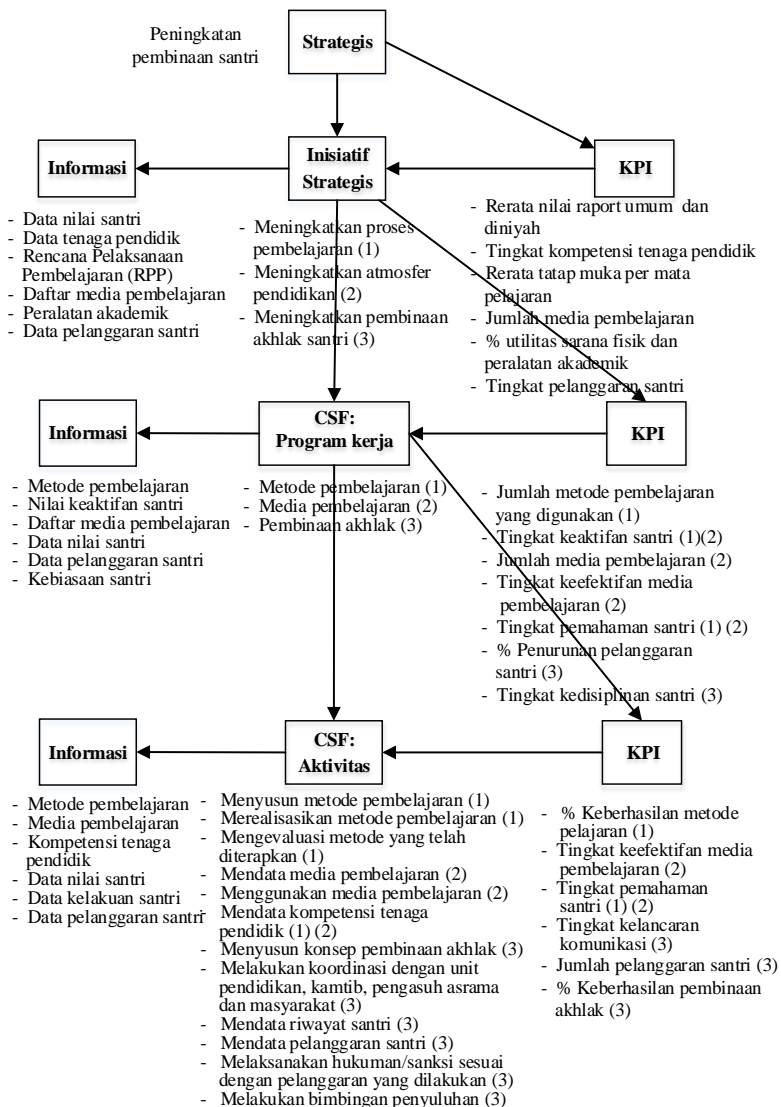 Peningkatan
pembinaan santri
Strategis
Informasi
Inisiatif
Strategis
KPI
- Data nilai santri
- Data tenaga pendidik
- Rencana Pelaksanaan
Pembelajaran (RPP)
- Daftar media pembelajaran
- Peralatan akademik
- Data pelanggaran santri
- Meningkatkan proses
pembelajaran (1)
- Meningkatkan atmosfer
pendidikan (2)
- Meningkatkan pembinaan
akhlak santri (3)
- Rerata nilai raport umum dan
diniyah
- Tingkat kompetensi tenaga pendidik
- Rerata tatap muka per mata
pelajaran
- Jumlah media pembelajaran
- % utilitas sarana fisik dan
peralatan akademik
- Tingkat pelanggaran santri
Informasi
CSF:
Program kerja
KPI
- Metode pembelajaran
- Nilai keaktifan santri
- Daftar media pembelajaran
- Data nilai santri
- Data pelanggaran santri
- Kebiasaan santri
- Metode pembelajaran (1)
- Media pembelajaran (2)
- Pembinaan akhlak (3)
- Jumlah metode pembelajaran
yang digunakan (1)
- Tingkat keaktifan santri (1)(2)
- Jumlah media pembelajaran (2)
- Tingkat keefektifan media
pembelajaran (2)
- Tingkat pemahaman santri (1) (2)
- % Penurunan pelanggaran
santri (3)
- Tingkat kedisiplinan santri (3)
Informasi
CSF:
Aktivitas
KPI
- Metode pembelajaran
- Media pembelajaran
- Kompetensi tenaga
pendidik
- Data nilai santri
- Data kelakuan santri
- Data pelanggaran santri
- Menyusun metode pembelajaran (1)
- Merealisasikan metode pembelajaran (1)
- Mengevaluasi metode yang telah
diterapkan (1)
- Mendata media pembelajaran (2)
- Menggunakan media pembelajaran (2)
- Mendata kompetensi tenaga
pendidik (1) (2)
- Menyusun konsep pembinaan akhlak (3)
- Melakukan koordinasi dengan unit
pendidikan, kamtib, pengasuh asrama
dan masyarakat (3)
- Mendata riwayat santri (3)
- Mendata pelanggaran santri (3)
- Melaksanakan hukuman/sanksi sesuai
dengan pelanggaran yang dilakukan (3)
- Melakukan bimbingan penyuluhan (3)
- % Keberhasilan metode
pelajaran (1)
- Tingkat keefektifan media
pembelajaran (2)
- Tingkat pemahaman
santri (1) (2)
- Tingkat kelancaran
komunikasi (3)
- Jumlah pelanggaran santri (3)
- % Keberhasilan pembinaan
akhlak (3)